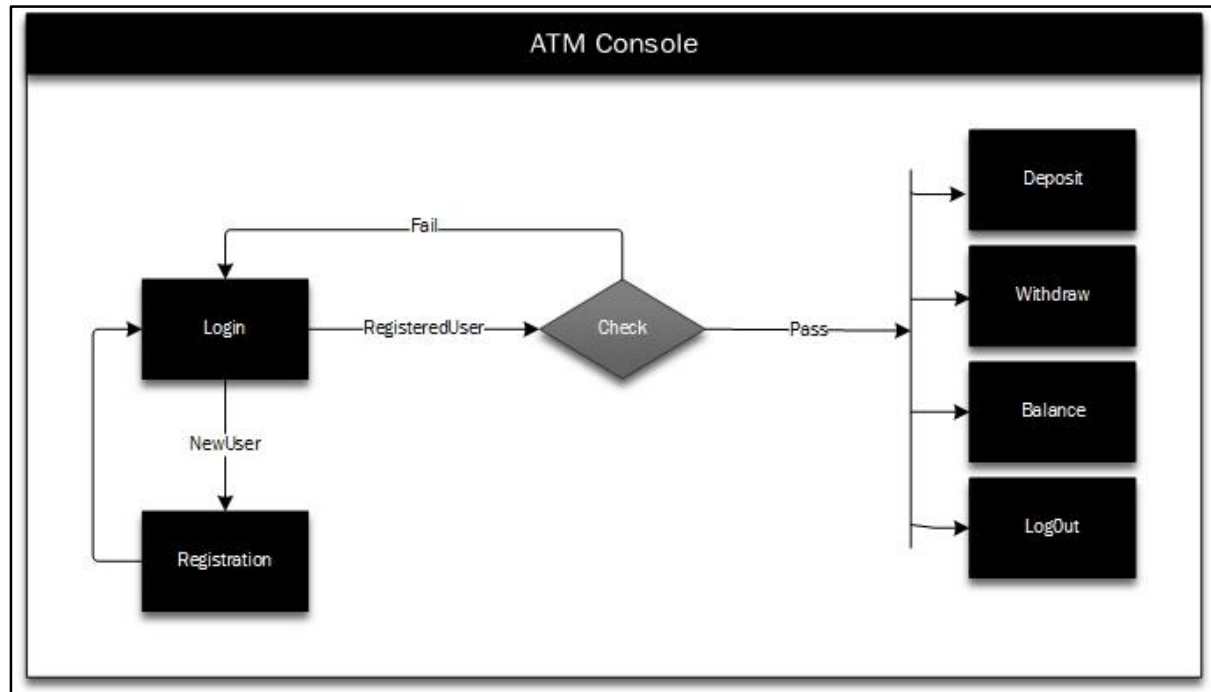 ATM Console
Fail
Login
RegisteredUser
Check
Pass
NewUser
Registration
Deposit
Withdraw
Balance
LogOut